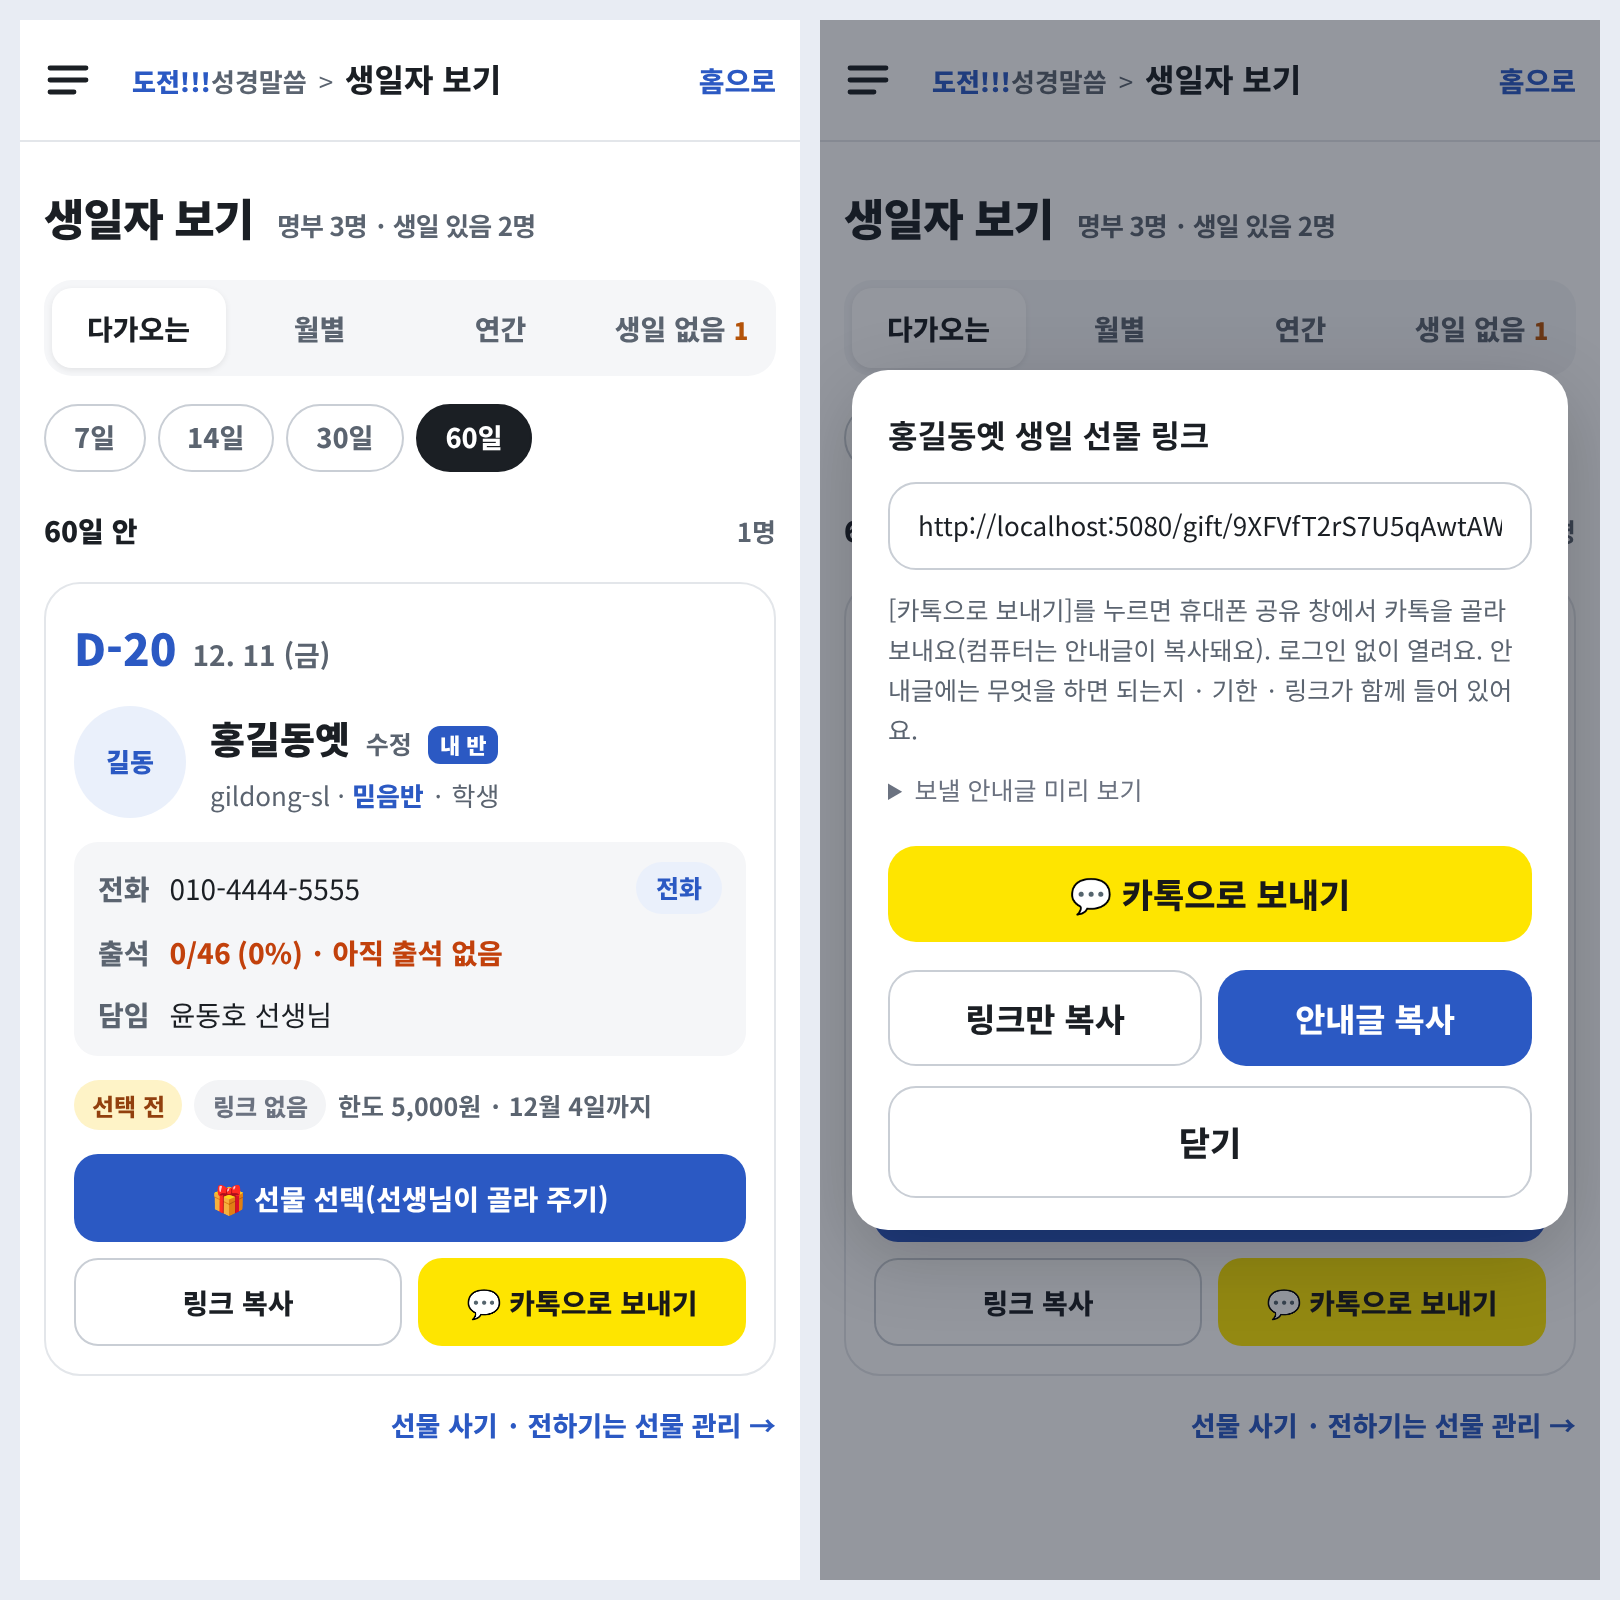 도전!!!성경말씀 > 생일자 보기 홈으로
생일자 보기 명부 3명 · 생일 있음 2명
다가오는 월별 연간 생일 없음 1
7일 14일 30일 60일
60일 안 1명
D-20 12. 11 (금)
길동
홍길동옛 수정 내 반
gildong-sl · 믿음반 · 학생
전화 010-4444-5555 전화
출석 0/46 (0%) · 아직 출석 없음
담임 윤동호 선생님
선택 전 링크 없음 한도 5,000원 · 12월 4일까지
🎁 선물 선택(선생님이 골라 주기)
링크 복사 💬 카톡으로 보내기
선물 사기 · 전하기는 선물 관리 →
도전!!!성경말씀 > 생일자 보기 홈으로
생일자 보기 명부 3명 · 생일 있음 2명
다가오는 월별 연간 생일 없음 1
홍길동옛 생일 선물 링크
http://localhost:5080/gift/9XFVfT2rS7U5qAwtAW
[카톡으로 보내기]를 누르면 휴대폰 공유 창에서 카톡을 골라
보내요(컴퓨터는 안내글이 복사돼요). 로그인 없이 열려요. 안
내글에는 무엇을 하면 되는지 · 기한 · 링크가 함께 들어 있어
요.
▶ 보낼 안내글 미리 보기
💬 카톡으로 보내기
링크만 복사 안내글 복사
닫기
링크 복사 💬 카톡으로 보내기
선물 사기 · 전하기는 선물 관리 →